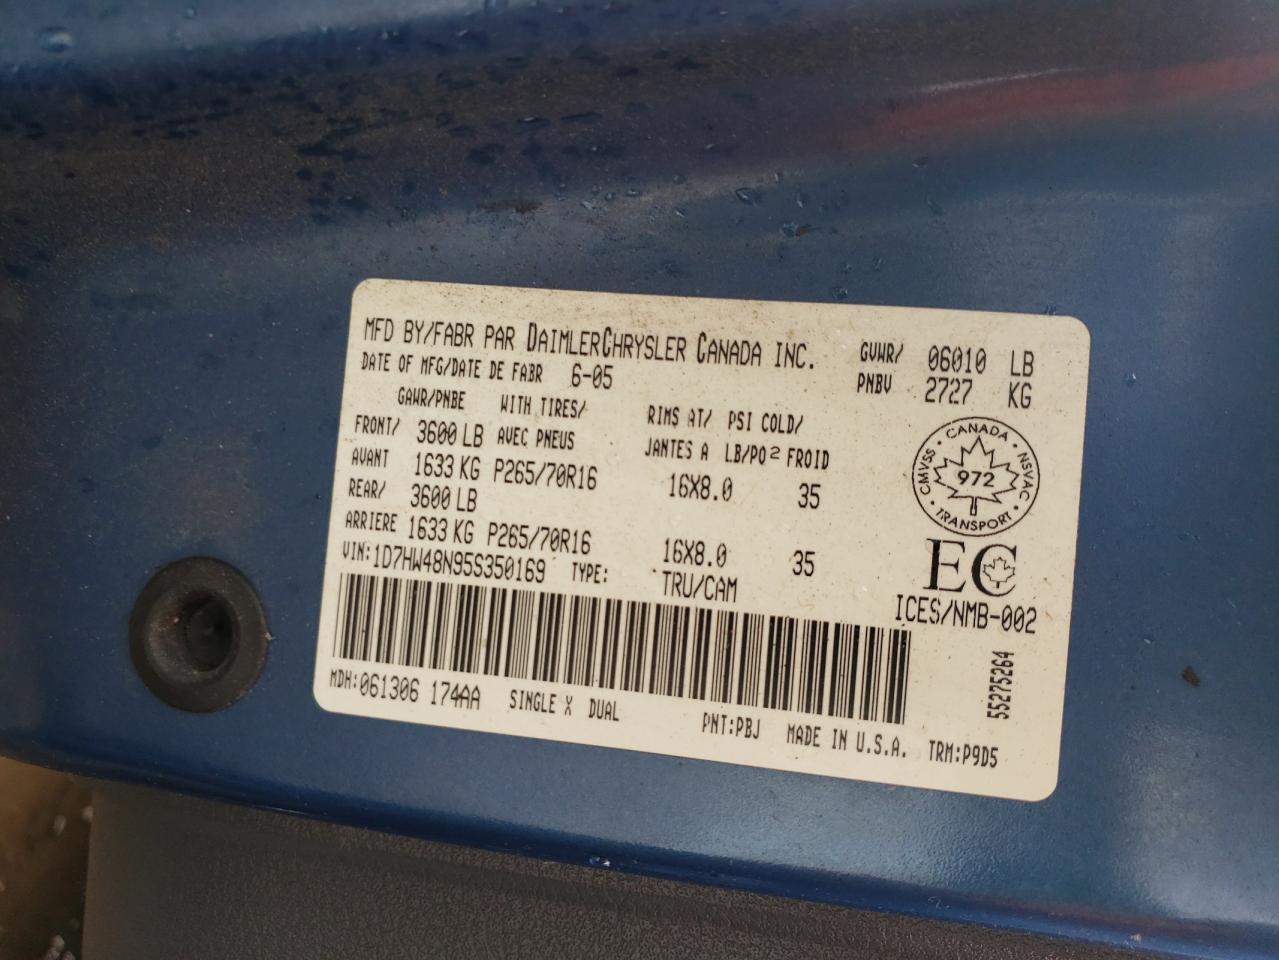 MFD BY/FABR PAR DAIMLERCHRYSLER CANADA INC. GVWR/ 06010 LB
DATE OF MFG/DATE DE FABR 6-05 PNBV 2727 KG
GAWR/PNBE WITH TIRES/ RIMS AT/ PSI COLD/
FRONT/ 3600 LB AVEC PNEUS JANTES A LB/PO² FROID
AVANT 1633 KG P265/70R16 16X8.0 35
REAR/ 3600 LB
ARRIERE 1633 KG P265/70R16 16X8.0 35
VIN:1D7HW48N95S350169 TYPE: TRU/CAM
CANADA
CMVSS 972 NSVAC
TRANSPORT
EC
ICES/NMB-002
55275264
MDH:061306 174AA SINGLE X DUAL PNT:PBJ MADE IN U.S.A. TRM:P9D5